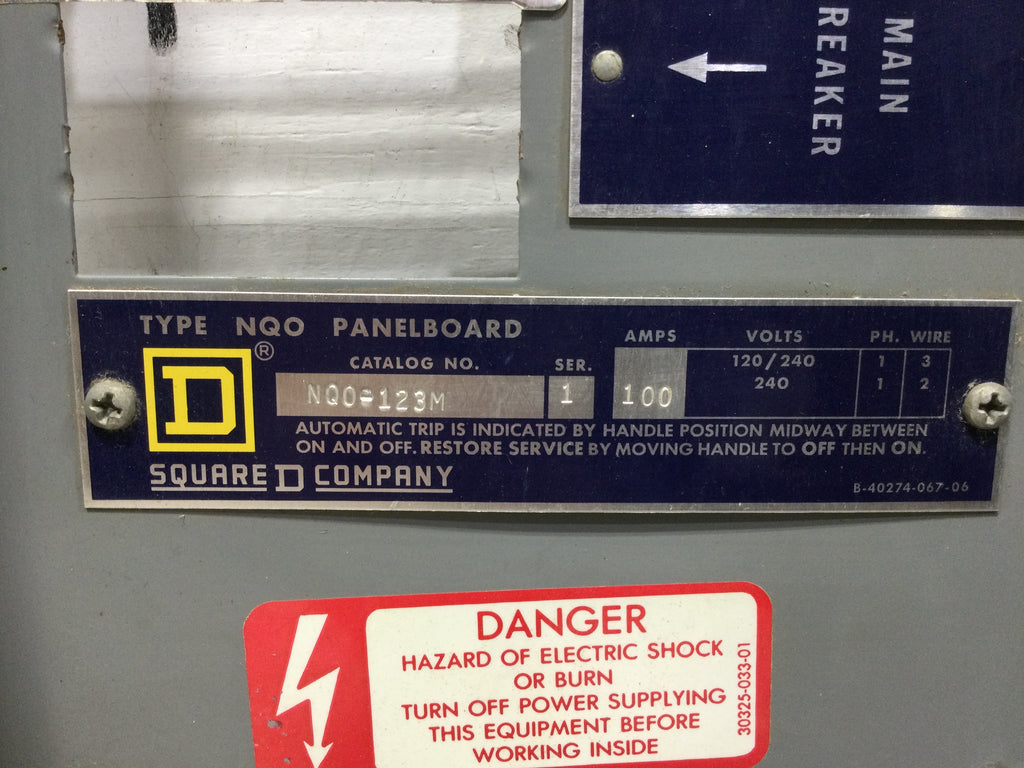 MAIN
REAKER
TYPE NQO PANELBOARD
CATALOG NO. SER. AMPS VOLTS PH. WIRE
NQO-123M 1 100 120/240 1 3
240 1 2
AUTOMATIC TRIP IS INDICATED BY HANDLE POSITION MIDWAY BETWEEN
ON AND OFF. RESTORE SERVICE BY MOVING HANDLE TO OFF THEN ON.
D ®
SQUARE D COMPANY
B-40274-067-06
DANGER
HAZARD OF ELECTRIC SHOCK
OR BURN
TURN OFF POWER SUPPLYING
THIS EQUIPMENT BEFORE
WORKING INSIDE
30325-033-01